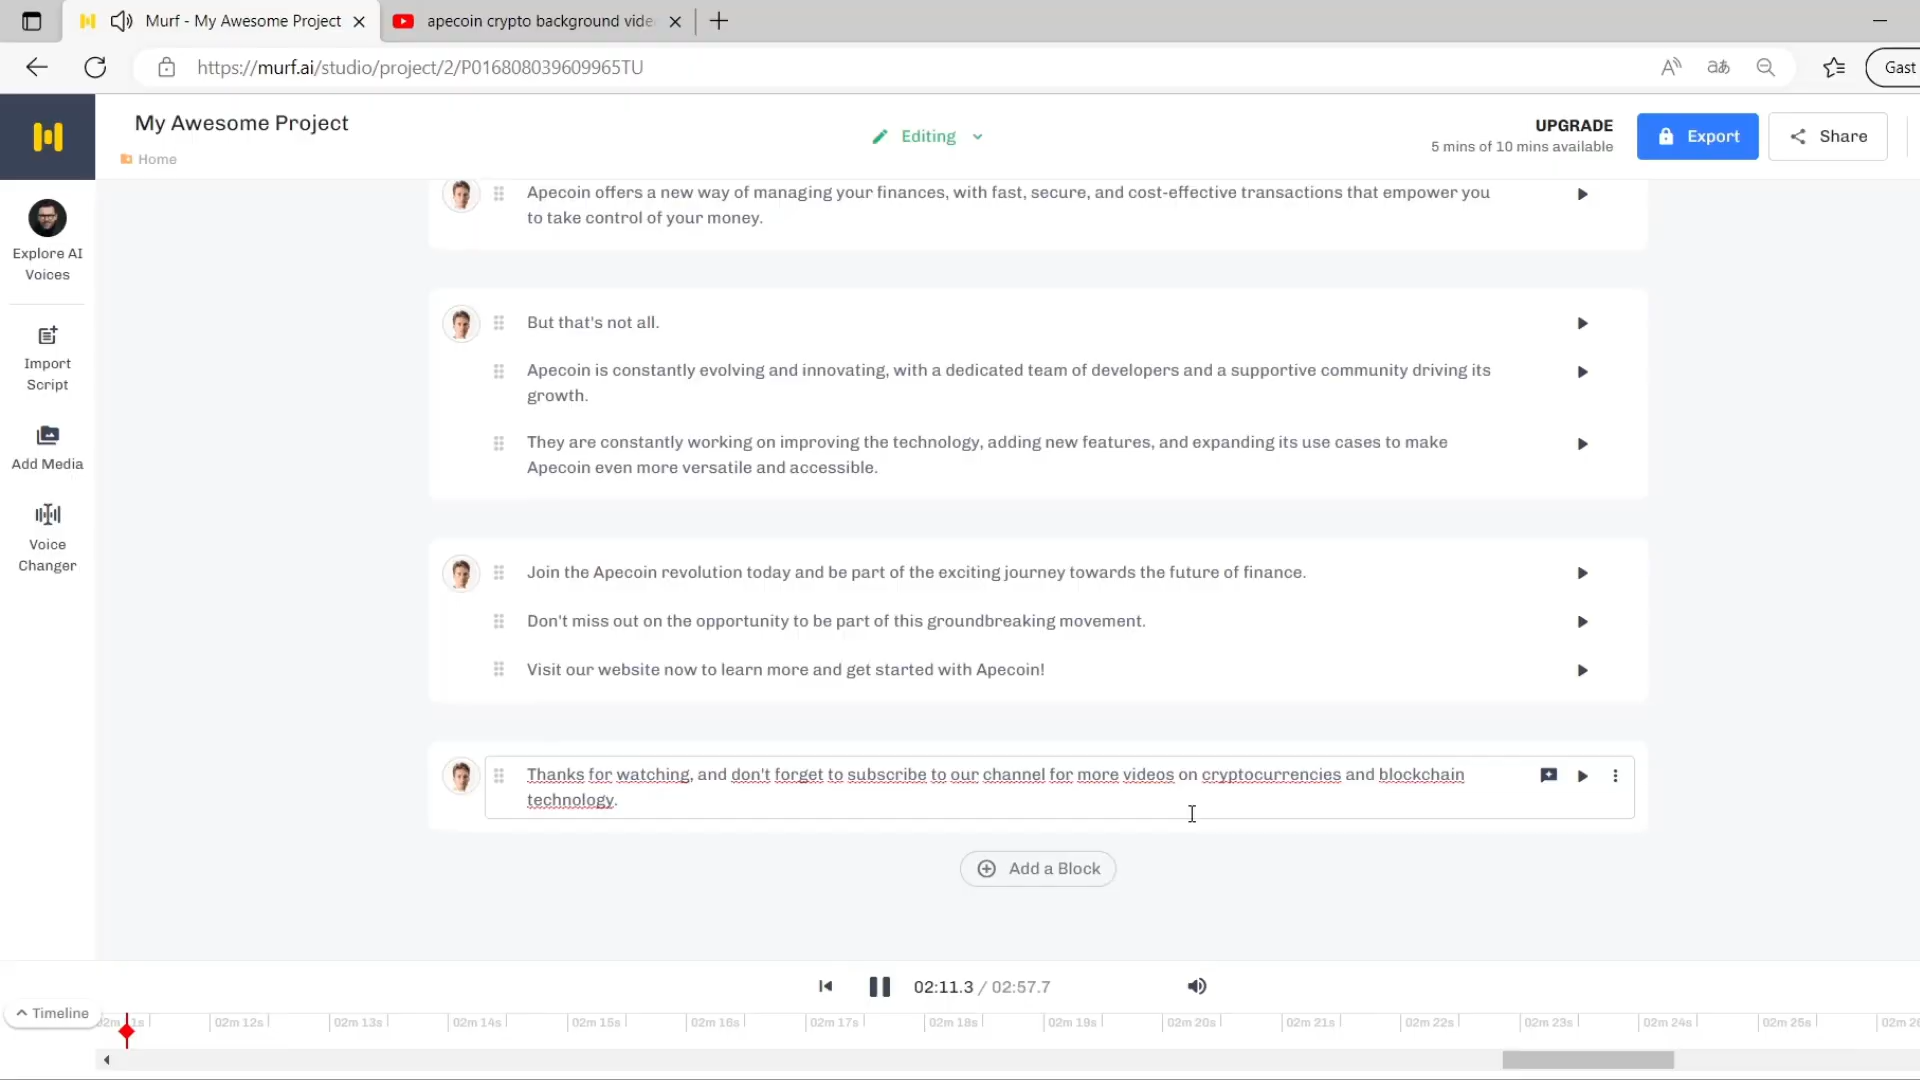 Murf - My Awesome Project
apecoin crypto background vide
https://murf.ai/studio/project/2/P016808039609965TU
Gast
My Awesome Project
Home
Editing
UPGRADE
5 mins of 10 mins available
Export
Share
Explore AI
Voices
Import
Script
Add Media
Voice
Changer
Apecoin offers a new way of managing your finances, with fast, secure, and cost-effective transactions that empower you
to take control of your money.
But that's not all.
Apecoin is constantly evolving and innovating, with a dedicated team of developers and a supportive community driving its
growth.
They are constantly working on improving the technology, adding new features, and expanding its use cases to make
Apecoin even more versatile and accessible.
Join the Apecoin revolution today and be part of the exciting journey towards the future of finance.
Don't miss out on the opportunity to be part of this groundbreaking movement.
Visit our website now to learn more and get started with Apecoin!
Thanks for watching, and don't forget to subscribe to our channel for more videos on cryptocurrencies and blockchain
technology.
Add a Block
02:11.3 / 02:57.7
Timeline
02m 12s 02m 13s 02m 14s 02m 15s 02m 16s 02m 17s 02m 18s 02m 19s 02m 20s 02m 21s 02m 22s 02m 23s 02m 24s 02m 25s